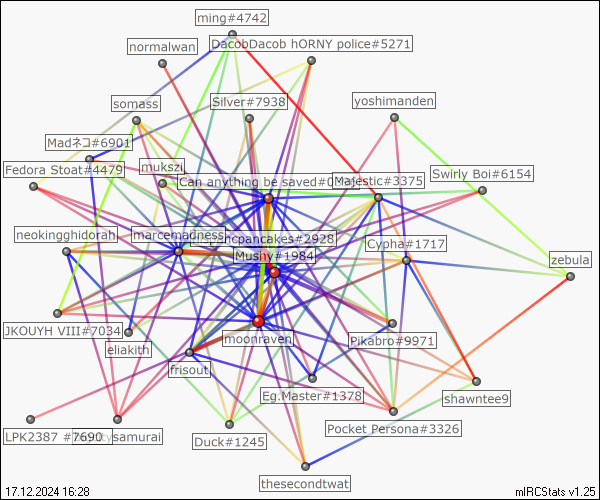 ming#4742
DacobDacob hORNY police#5271
normalwan
Silver#7938
yoshimanden
somass
Madネコ#6901
Fedora Stoat#4479
mukszi
Can anything be saved#0
Majestic#3375
Swirly Boi#6154
neokingghidorah
marcemadness
ncpancakes#2928
Cypha#1717
Mushy#1984
zebula
JKOUYH VIII#7034
moonraven
Pikabro#9971
eliakith
frisout
Eg.Master#1378
shawntee9
LPK2387 #7690
samurai
Pocket Persona#3326
Duck#1245
thesecondtwat
17.12.2024 16:28
mIRCStats v1.25